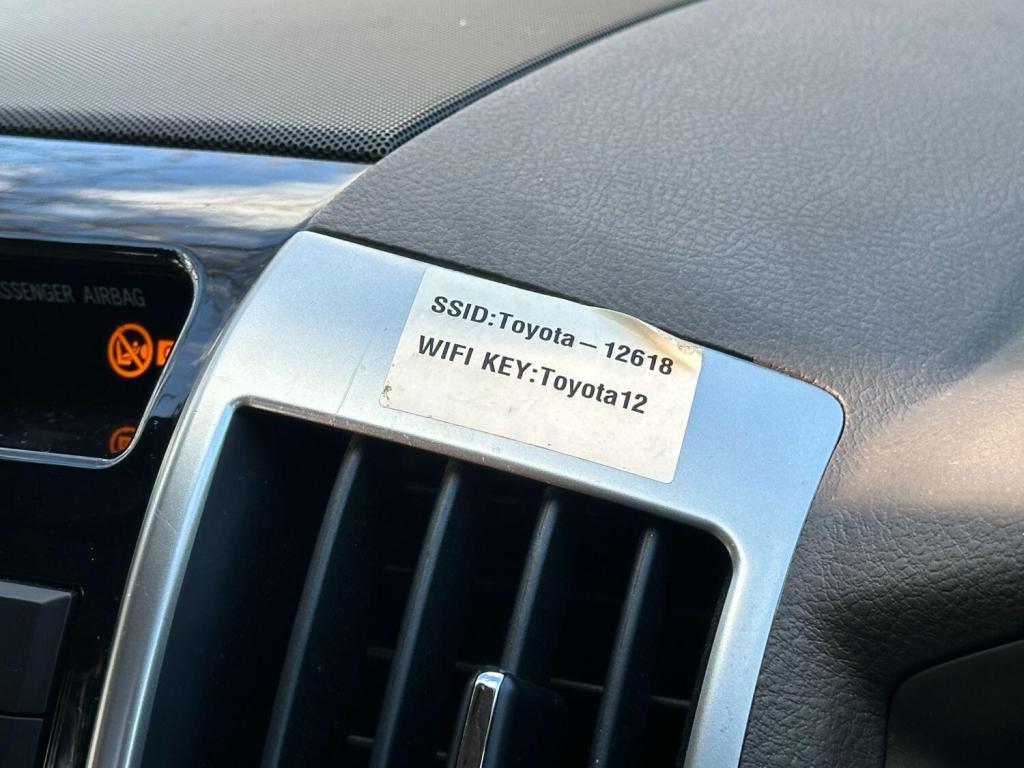 SSENGER AIRBAG
SSID:Toyota–12618
WIFI KEY:Toyota12